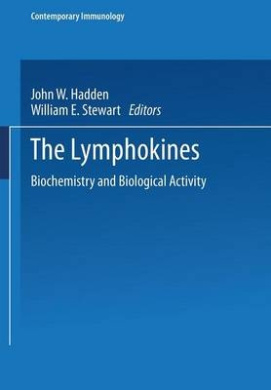 Contemporary Immunology
John W. Hadden
William E. Stewart Editors
The Lymphokines
Biochemistry and Biological Activity